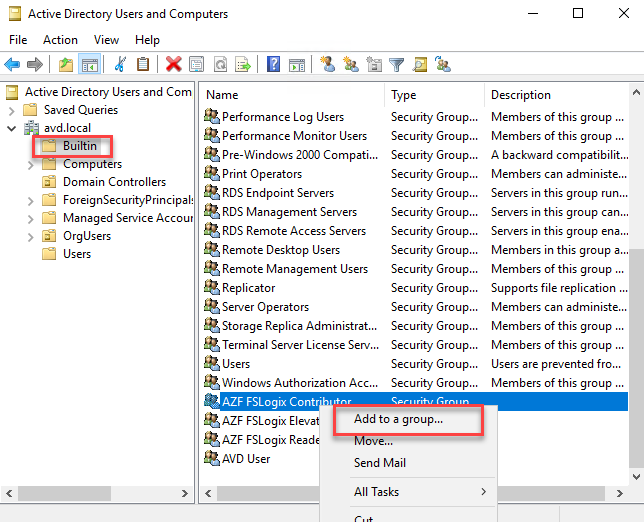 Active Directory Users and Computers
File Action View Help
Active Directory Users and Com
Saved Queries
avd.local
Builtin
Computers
Domain Controllers
ForeignSecurityPrincipals
Managed Service Accour
OrgUsers
Users
Name Type Description
Performance Log Users Security Group... Members of this group ...
Performance Monitor Users Security Group... Members of this group ...
Pre-Windows 2000 Compati... Security Group... A backward compatibilit...
Print Operators Security Group... Members can administe...
RDS Endpoint Servers Security Group... Servers in this group run...
RDS Management Servers Security Group... Servers in this group can...
RDS Remote Access Servers Security Group... Servers in this group ena...
Remote Desktop Users Security Group... Members in this group a...
Remote Management Users Security Group... Members of this group ...
Replicator Security Group... Supports file replication ...
Server Operators Security Group... Members can administe...
Storage Replica Administrat... Security Group... Members of this group ...
Terminal Server License Serv... Security Group... Members of this group ...
Users Security Group... Users are prevented fro...
Windows Authorization Acc... Security Group... Members of this group ...
AZF FSLogix Contributor Security Group
AZF FSLogix Elevat
AZF FSLogix Reade
AVD User
Add to a group...
Move...
Send Mail
All Tasks
Cut